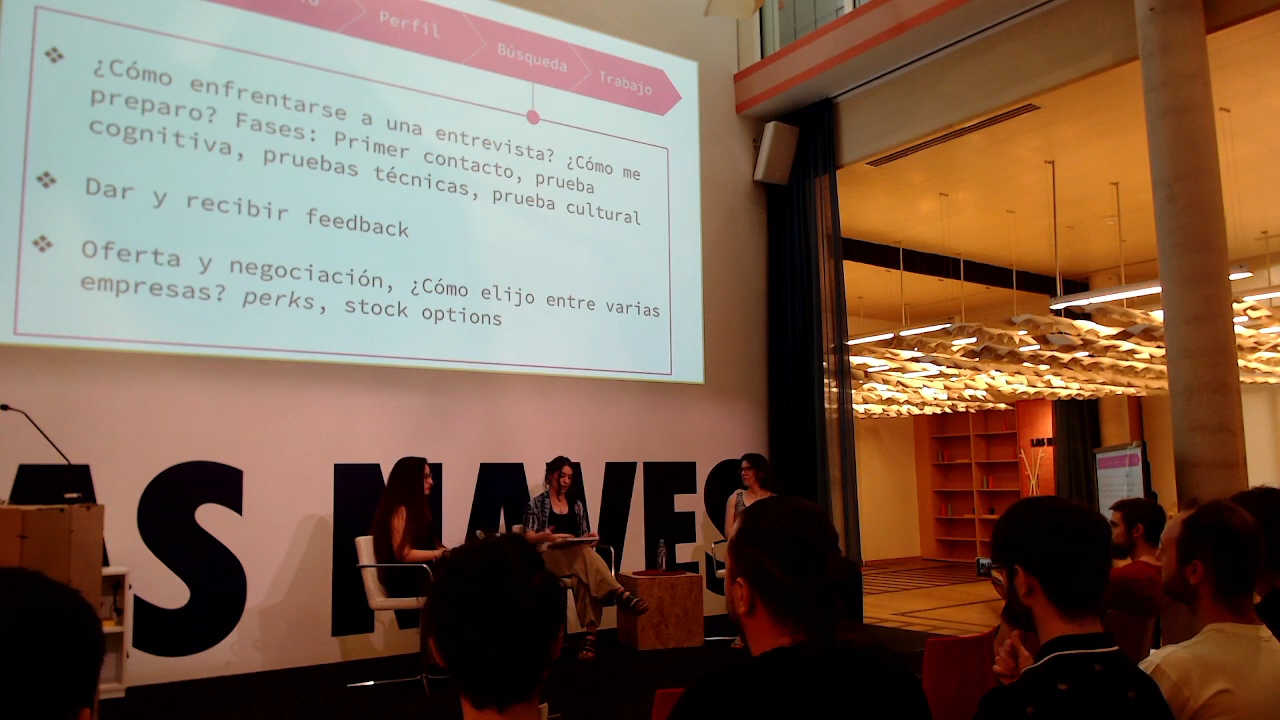 Perfil
Búsqueda
Trabajo
❖ ¿Cómo enfrentarse a una entrevista? ¿Cómo me
preparo? Fases: Primer contacto, prueba
cognitiva, pruebas técnicas, prueba cultural
❖ Dar y recibir feedback
❖ Oferta y negociación, ¿Cómo elijo entre varias
empresas? perks, stock options
AS NAVES